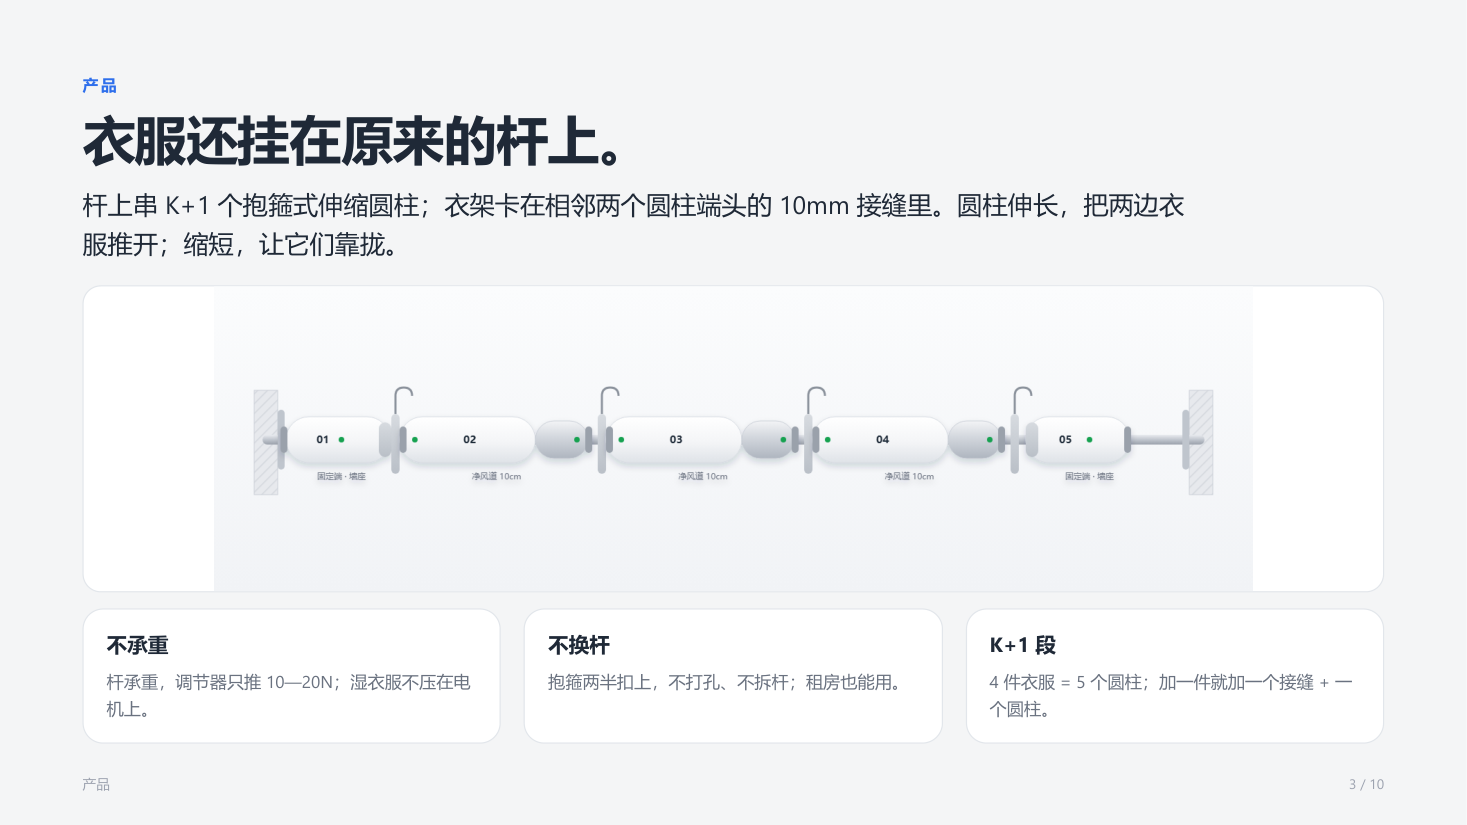 产品
衣服还挂在原来的杆上。
杆上串 K+1 个抱箍式伸缩圆柱；衣架卡在相邻两个圆柱端头的 10mm 接缝里。圆柱伸长，把两边衣
服推开；缩短，让它们靠拢。
01
02
03
04
05
固定端 · 墙座
净风道 10cm
净风道 10cm
净风道 10cm
固定端 · 墙座
不承重
杆承重，调节器只推 10—20N；湿衣服不压在电
机上。
不换杆
抱箍两半扣上，不打孔、不拆杆；租房也能用。
K+1 段
4 件衣服 = 5 个圆柱；加一件就加一个接缝 + 一
个圆柱。
产品
3 / 10